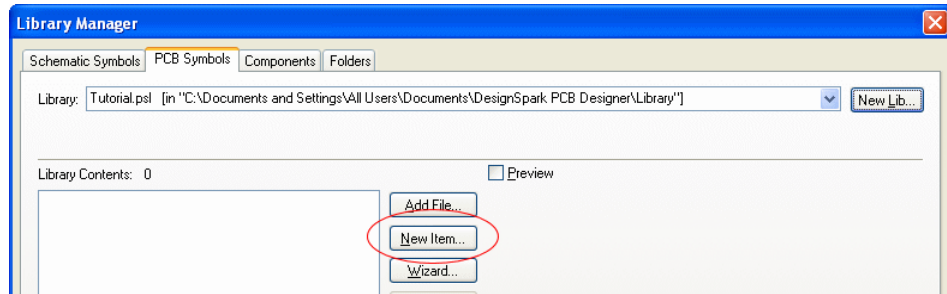 Library Manager
Schematic Symbols PCB Symbols Components Folders
Library: Tutorial.psl [in "C:\Documents and Settings\All Users\Documents\DesignSpark PCB Designer\Library"] New Lib...
Library Contents: 0 Preview
Add File...
New Item...
Wizard...